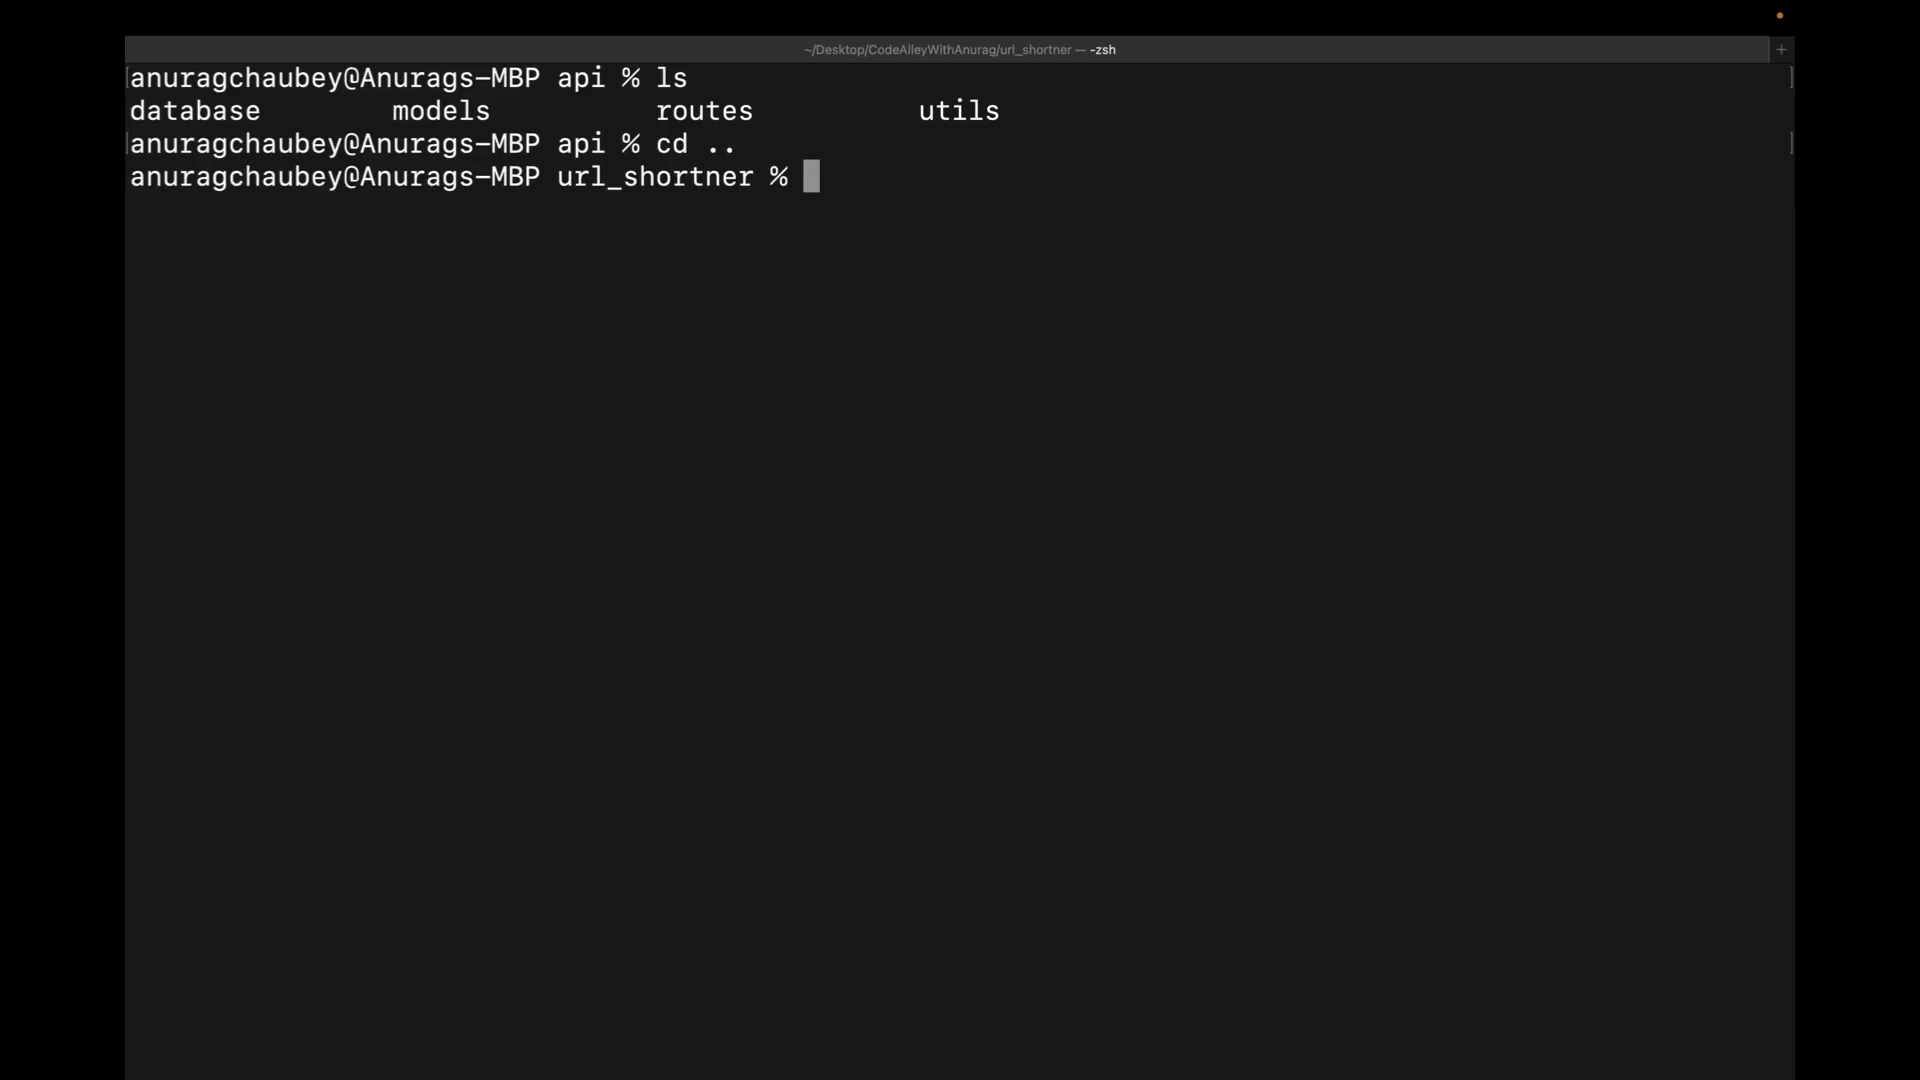 ~/Desktop/CodeAlleyWithAnurag/url_shortner — -zsh +
[anuragchaubey@Anurags-MBP api % ls ]
database models routes utils
[anuragchaubey@Anurags-MBP api % cd .. ]
anuragchaubey@Anurags-MBP url_shortner %